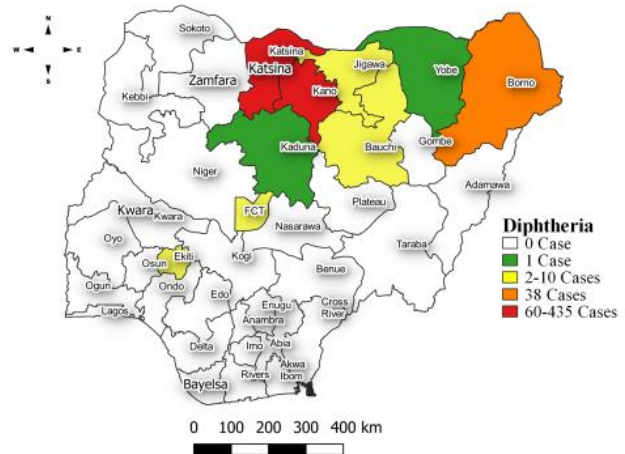 N
W E
S
Sokoto
Katsina
Katsina
Zamfara
Kebbi
Jigawa
Kano
Yobe
Borno
Kaduna
Bauchi
Gombe
Niger
Adamawa
Plateau
FCT
Nasarawa
Kwara
Kwara
Oyo
Kogi
Taraba
Benue
Osun
Ekiti
Ogun
Ondo
Edo
Lagos
Enugu
Anambra
Cross
River
Delta
Imo
Abia
Bayelsa
Rivers
Akwa
Ibom
Diphtheria
0 Case
1 Case
2-10 Cases
38 Cases
60-435 Cases
0 100 200 300 400 km